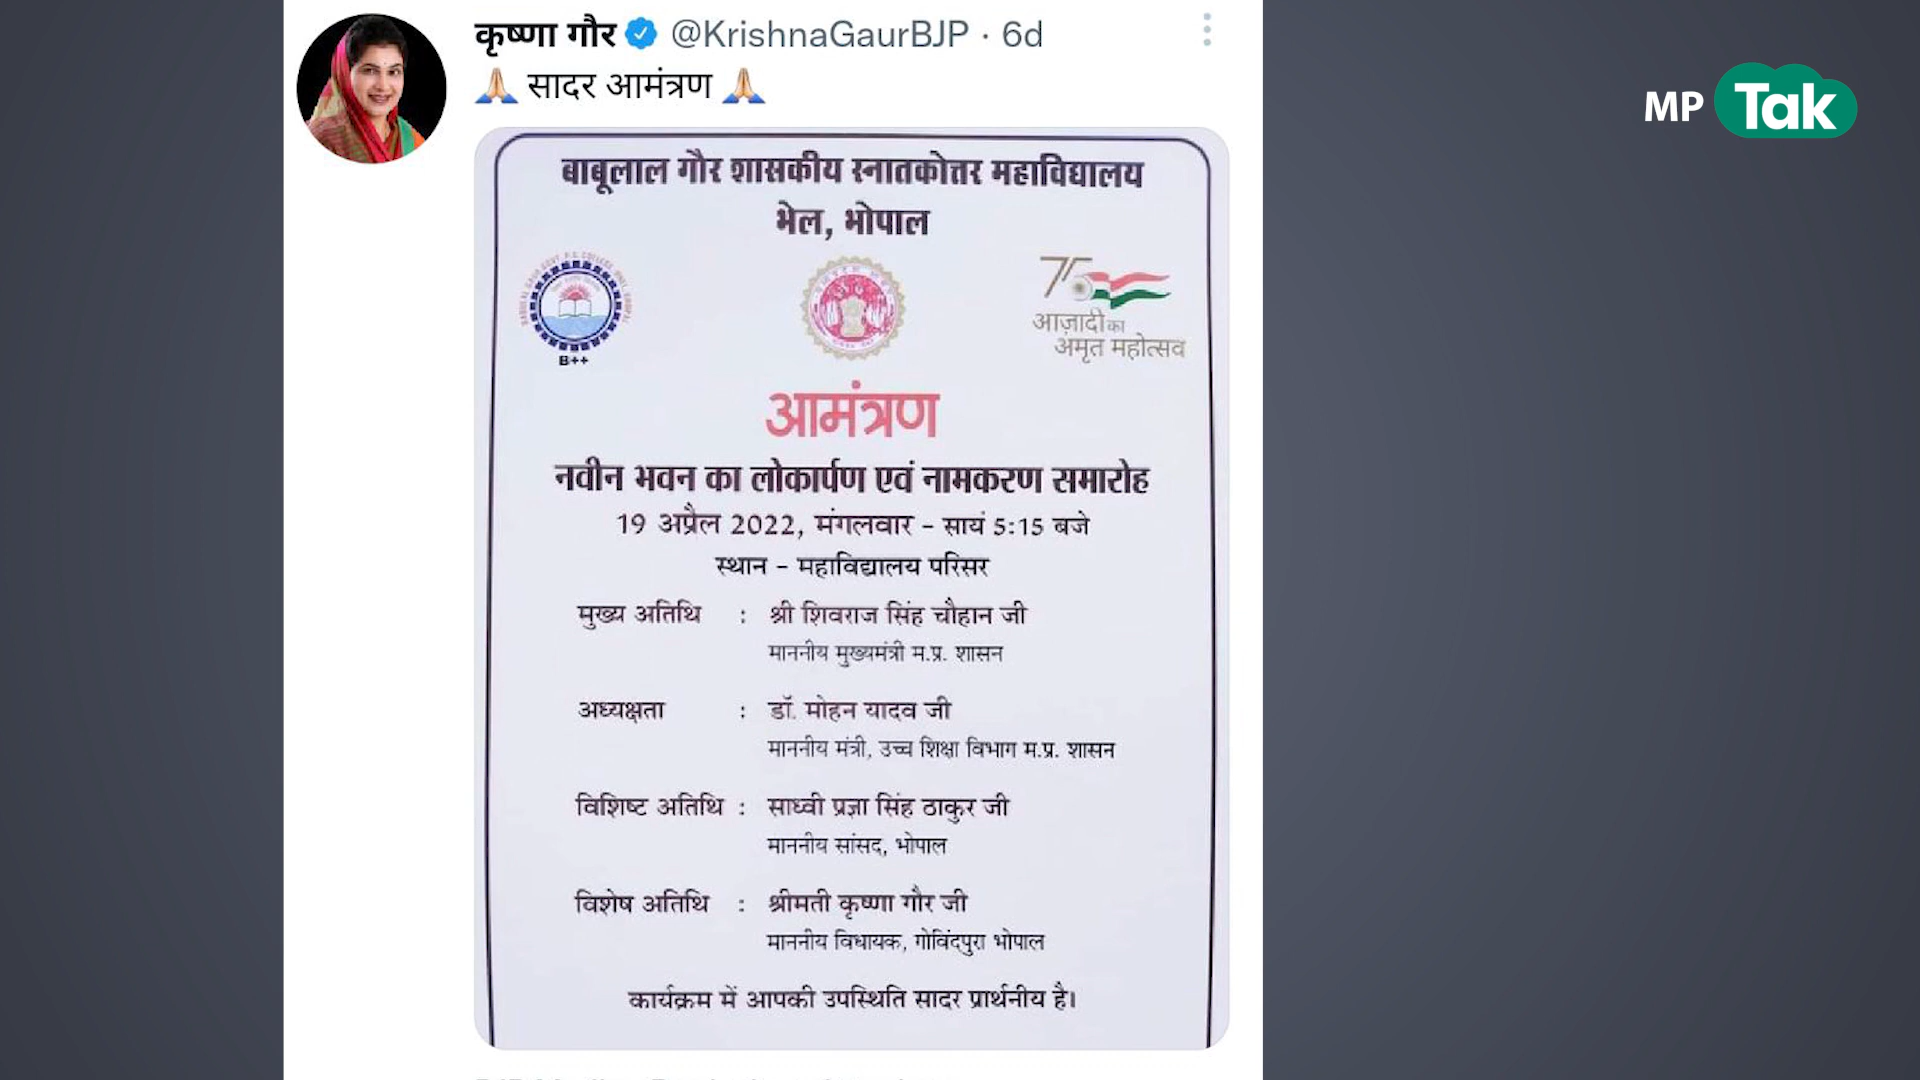 कृष्णा गौर @KrishnaGaurBJP · 6d
🙏 सादर आमंत्रण 🙏
MP Tak
बाबूलाल गौर शासकीय स्नातकोत्तर महाविद्यालय
भेल, भोपाल
B++
75
आज़ादी का
अमृत महोत्सव
आमंत्रण
नवीन भवन का लोकार्पण एवं नामकरण समारोह
19 अप्रैल 2022, मंगलवार - सायं 5:15 बजे
स्थान - महाविद्यालय परिसर
मुख्य अतिथि : श्री शिवराज सिंह चौहान जी
माननीय मुख्यमंत्री म.प्र. शासन
अध्यक्षता : डॉ. मोहन यादव जी
माननीय मंत्री, उच्च शिक्षा विभाग म.प्र. शासन
विशिष्ट अतिथि : साध्वी प्रज्ञा सिंह ठाकुर जी
माननीय सांसद, भोपाल
विशेष अतिथि : श्रीमती कृष्णा गौर जी
माननीय विधायक, गोविंदपुरा भोपाल
कार्यक्रम में आपकी उपस्थिति सादर प्रार्थनीय है।